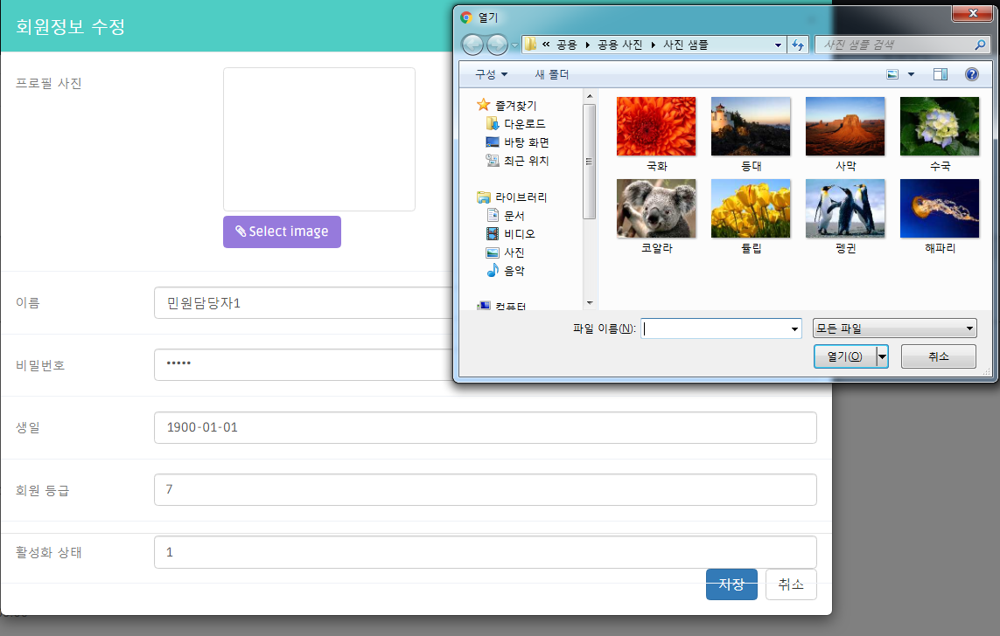 회원정보 수정
프로필 사진
Select image
이름
민원담당자1
비밀번호
•••••
생일
1900-01-01
회원 등급
7
활성화 상태
1
저장
취소
열기
« 공용 ▸ 공용 사진 ▸ 사진 샘플
사진 샘플 검색
구성
새 폴더
즐겨찾기
다운로드
바탕 화면
최근 위치
라이브러리
문서
비디오
사진
음악
컴퓨터
국화
등대
사막
수국
코알라
튤립
펭귄
해파리
파일 이름(N):
모든 파일
열기(O)
취소